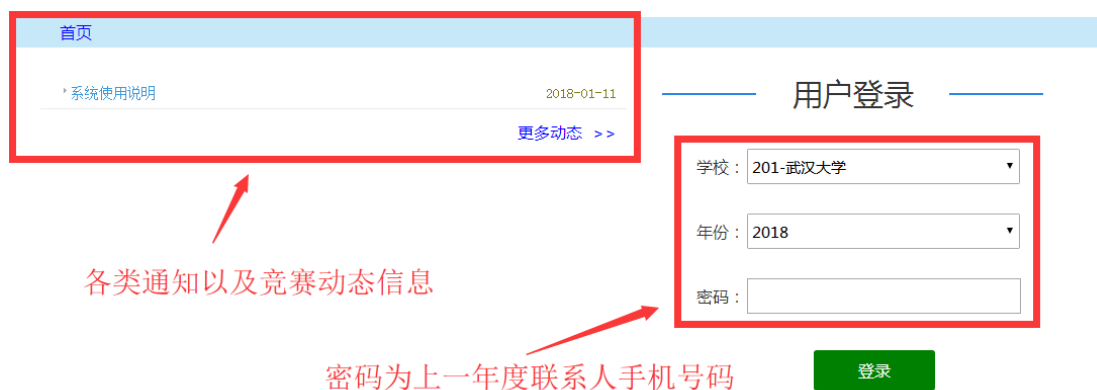 首页
系统使用说明 2018-01-11
更多动态 >>
用户登录
学校：201-武汉大学
年份：2018
密码：
各类通知以及竞赛动态信息
密码为上一年度联系人手机号码
登录